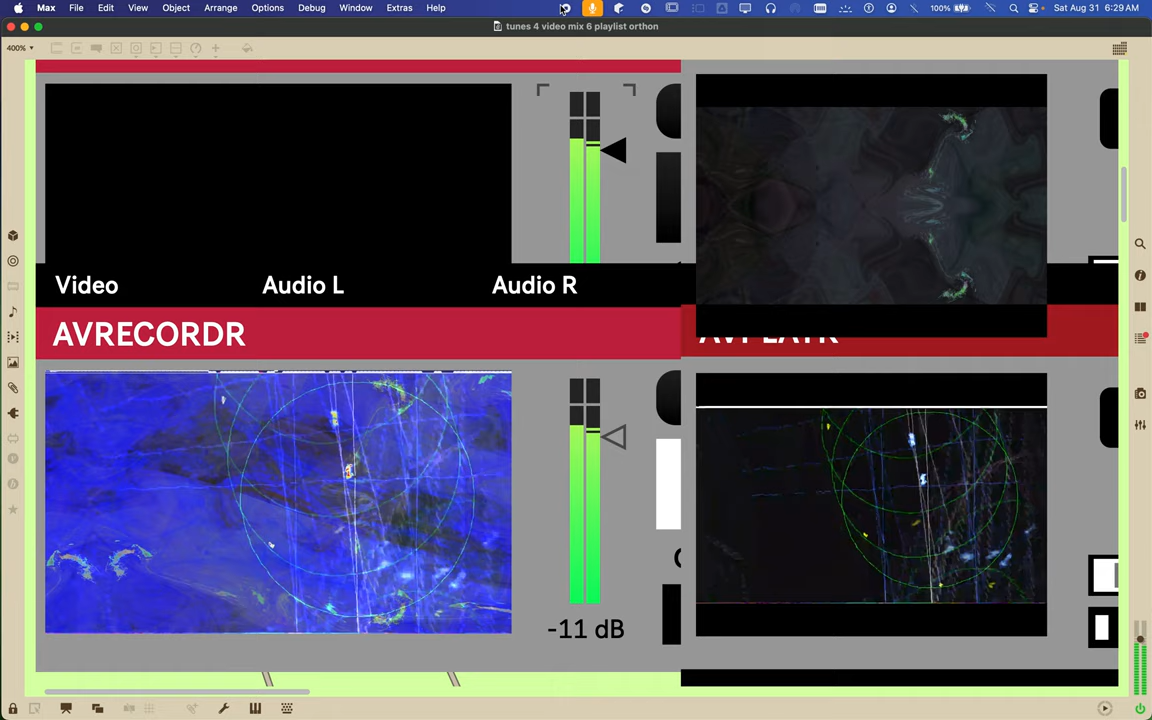 Max File Edit View Object Arrange Options Debug Window Extras Help 100% Sat Aug 31 6:29 AM
tunes 4 video mix 6 playlist orthon
400%
Video Audio L Audio R
AVRECORDR
-11 dB